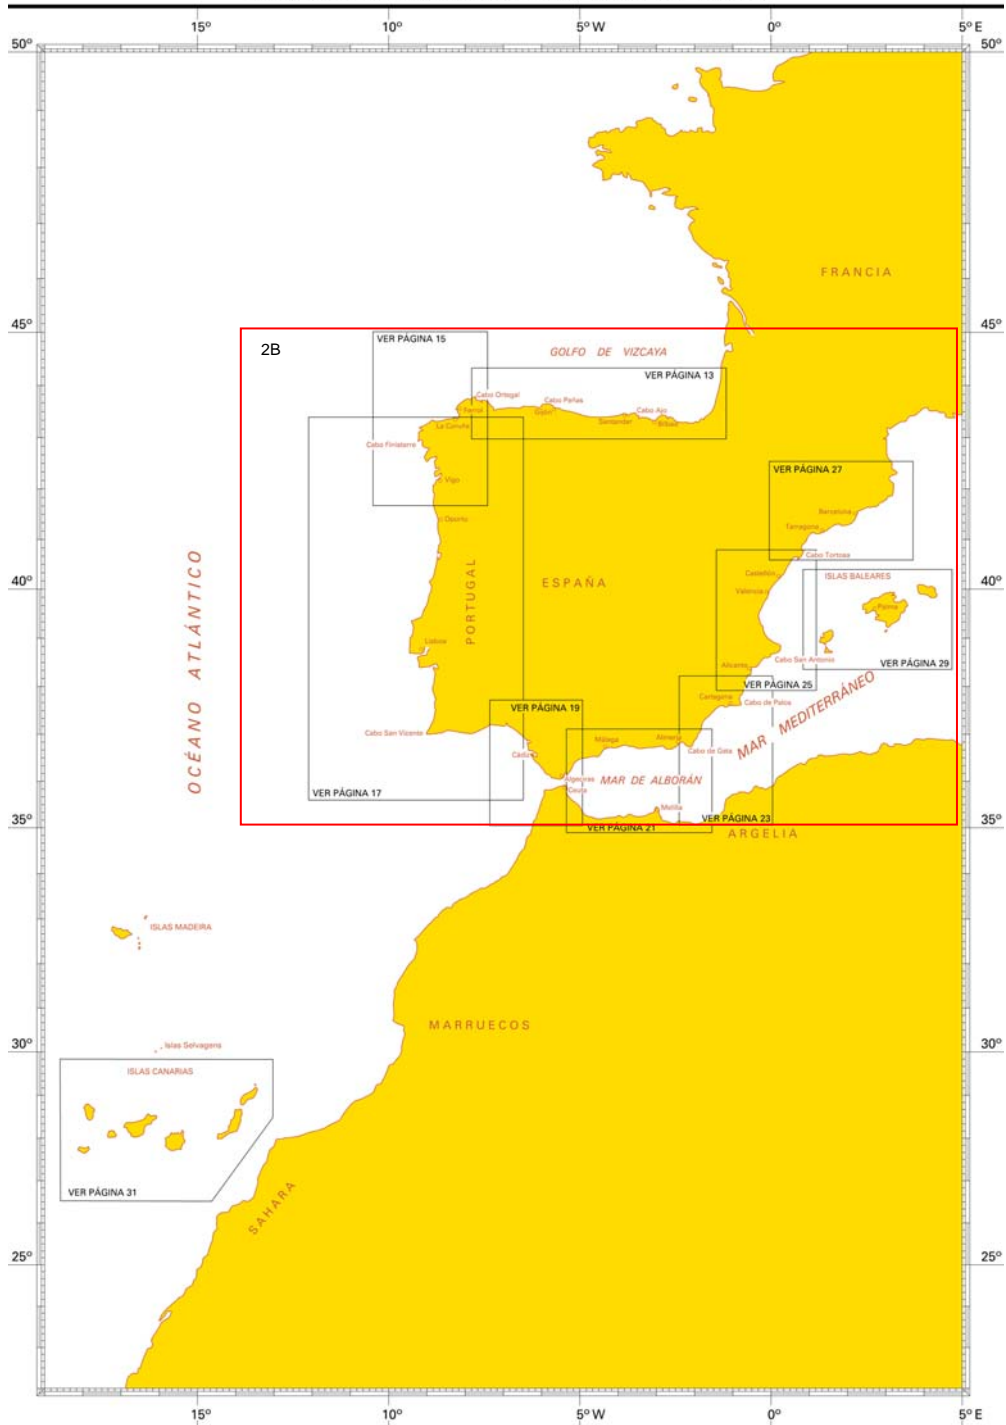 15º 10º 5º W 0º 5º E
50º 50º
FRANCIA
45º 45º
2B
VER PÁGINA 15
GOLFO DE VIZCAYA
VER PÁGINA 13
Cabo Ortegal
Cabo Peñas
Ferrol
Gijón
Cabo Ajo
La Coruña
Santander
Bilbao
Cabo Finisterre
VER PÁGINA 27
Vigo
Barcelona
Oporto
Tarragona
Cabo Tortosa
OCÉANO ATLÁNTICO
PORTUGAL
ESPAÑA
Castellón
ISLAS BALEARES
40º 40º
Valencia
Palma
Lisboa
Cabo San Antonio
Alicante
VER PÁGINA 29
VER PÁGINA 25
MAR MEDITERRÁNEO
Cartagena
Cabo de Palos
VER PÁGINA 19
Cabo San Vicente
Málaga
Almería
Cádiz
Cabo de Gata
Algeciras
MAR DE ALBORÁN
Ceuta
VER PÁGINA 17
Melilla
VER PÁGINA 23
VER PÁGINA 21
35º 35º
ARGELIA
ISLAS MADEIRA
MARRUECOS
Islas Selvagens
30º 30º
ISLAS CANARIAS
VER PÁGINA 31
SAHARA
25º 25º
15º 10º 5º W 0º 5º E